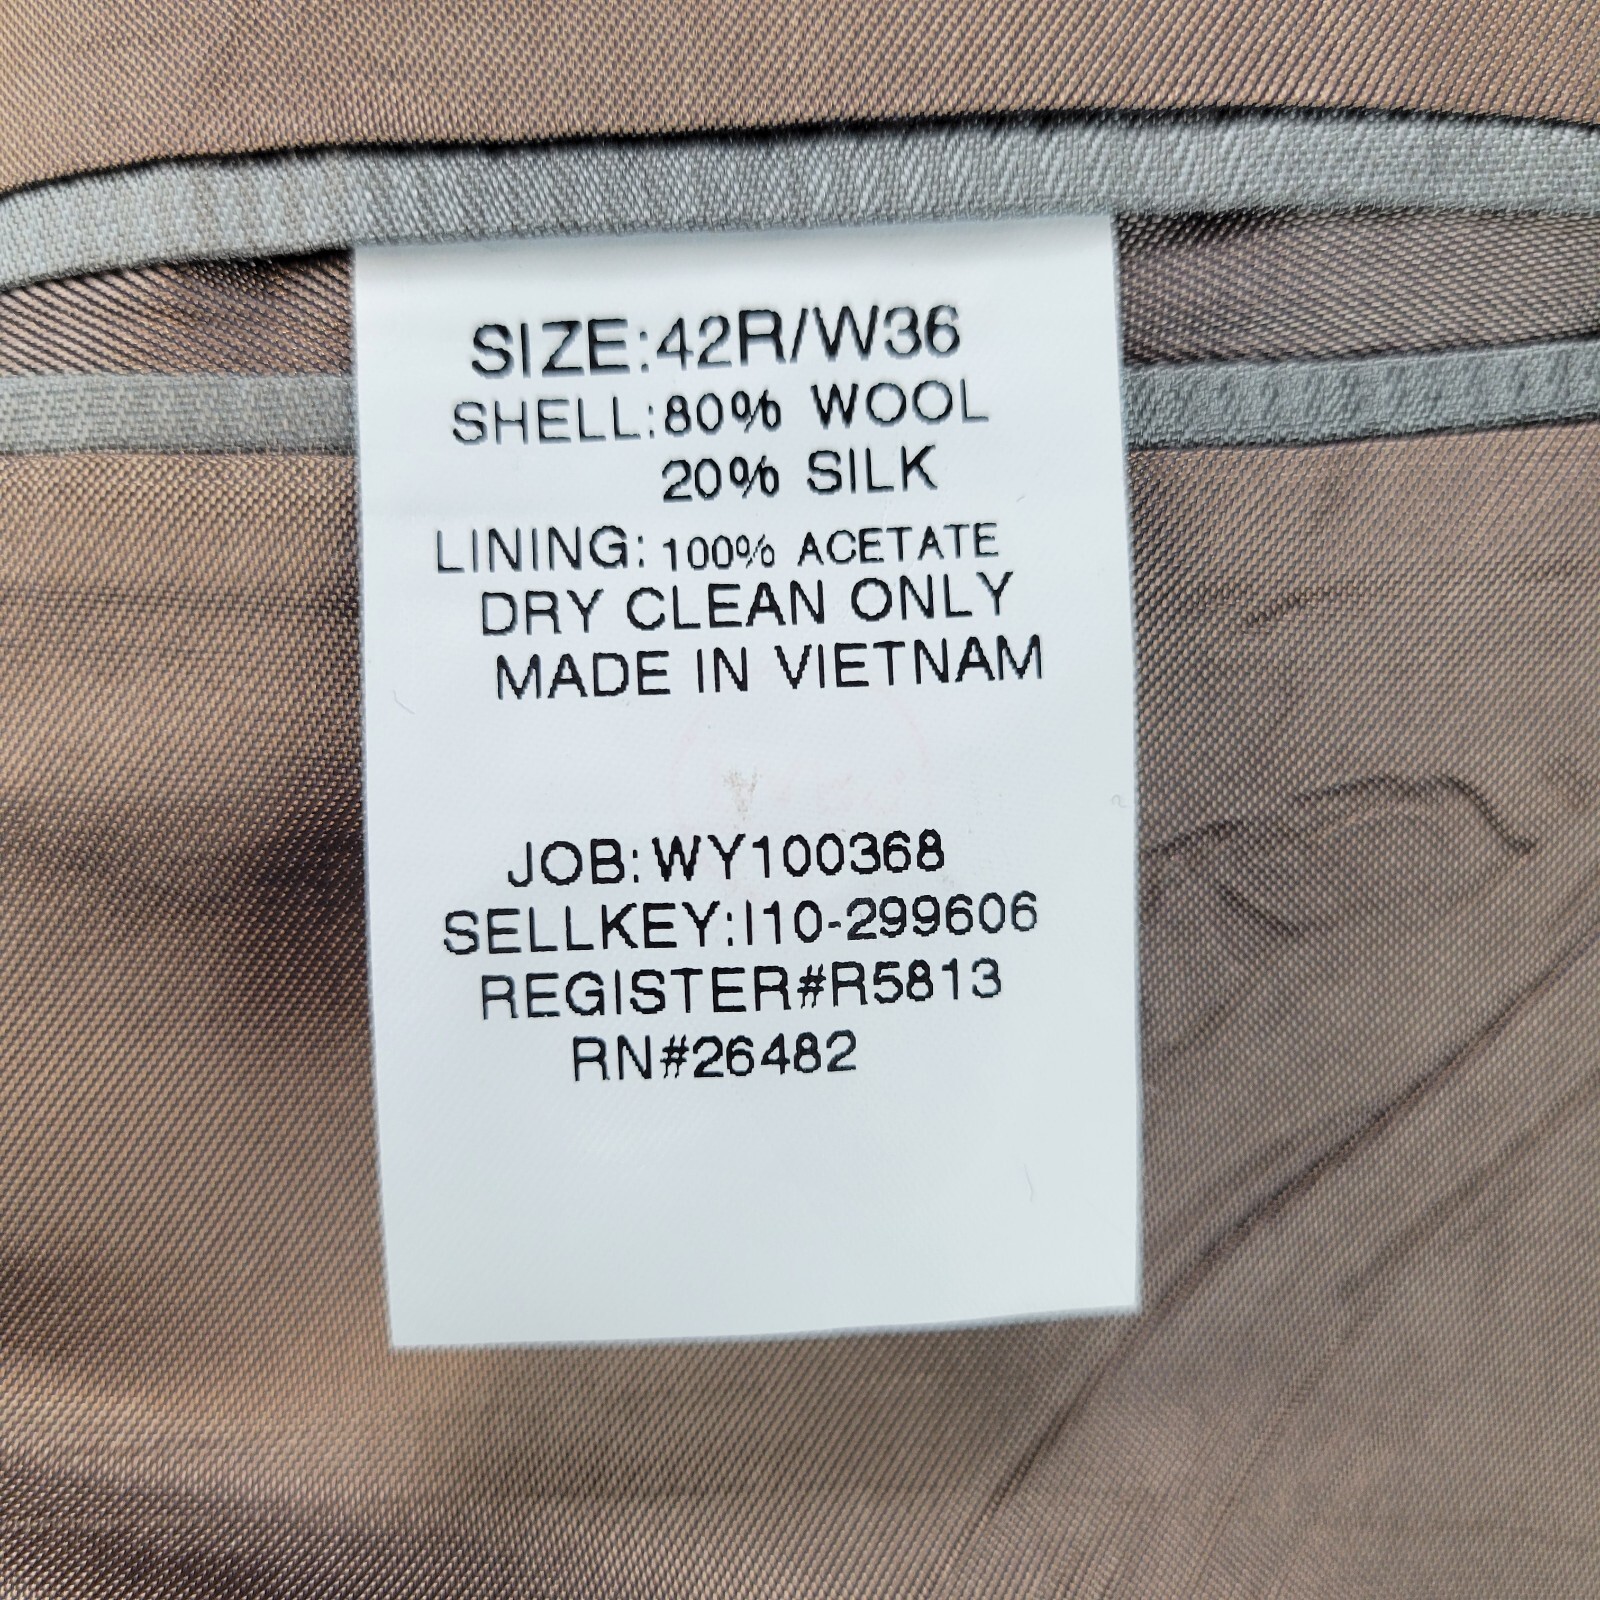 SIZE:42R/W36
SHELL:80% WOOL
20% SILK
LINING: 100% ACETATE
DRY CLEAN ONLY
MADE IN VIETNAM
JOB:WY100368
SELLKEY:I10-299606
REGISTER#R5813
RN#26482